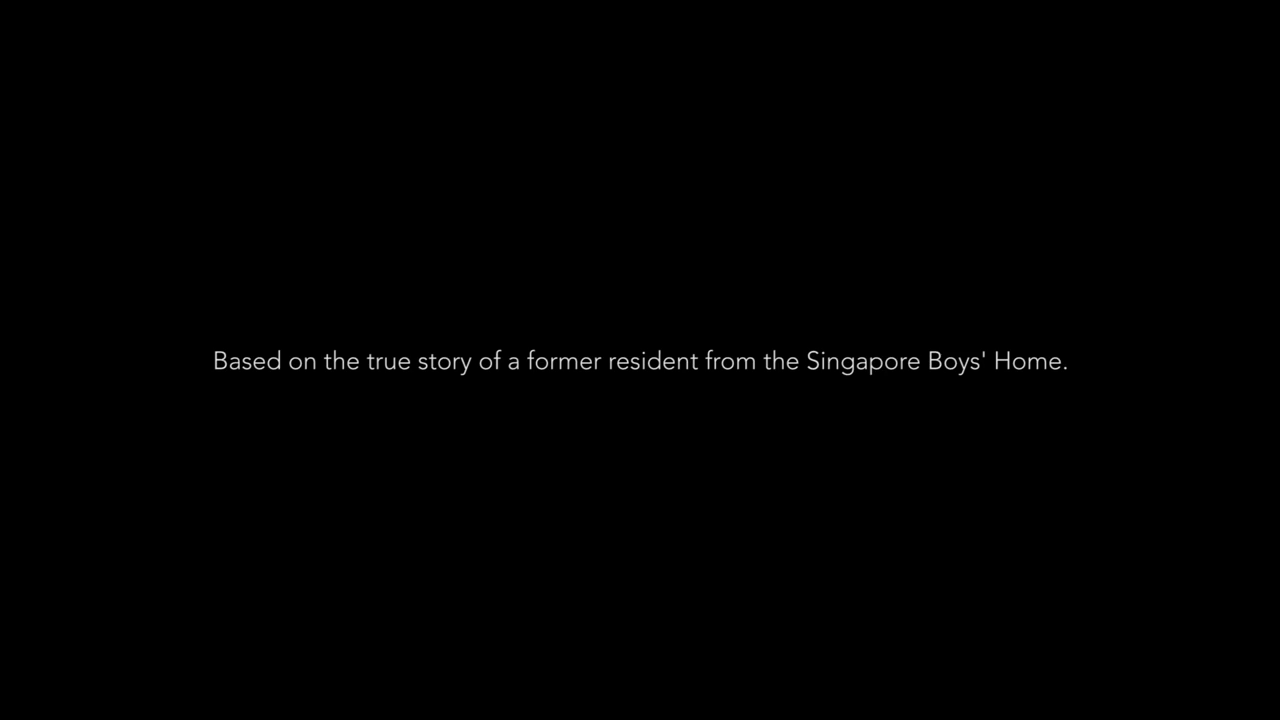 Based on the true story of a former resident from the Singapore Boys' Home.